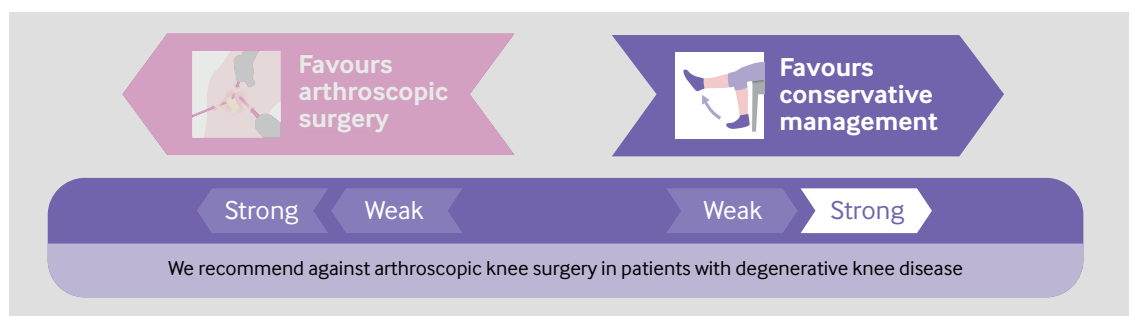 Favours
arthroscopic
surgery
Favours
conservative
management
Strong Weak Weak Strong
We recommend against arthroscopic knee surgery in patients with degenerative knee disease